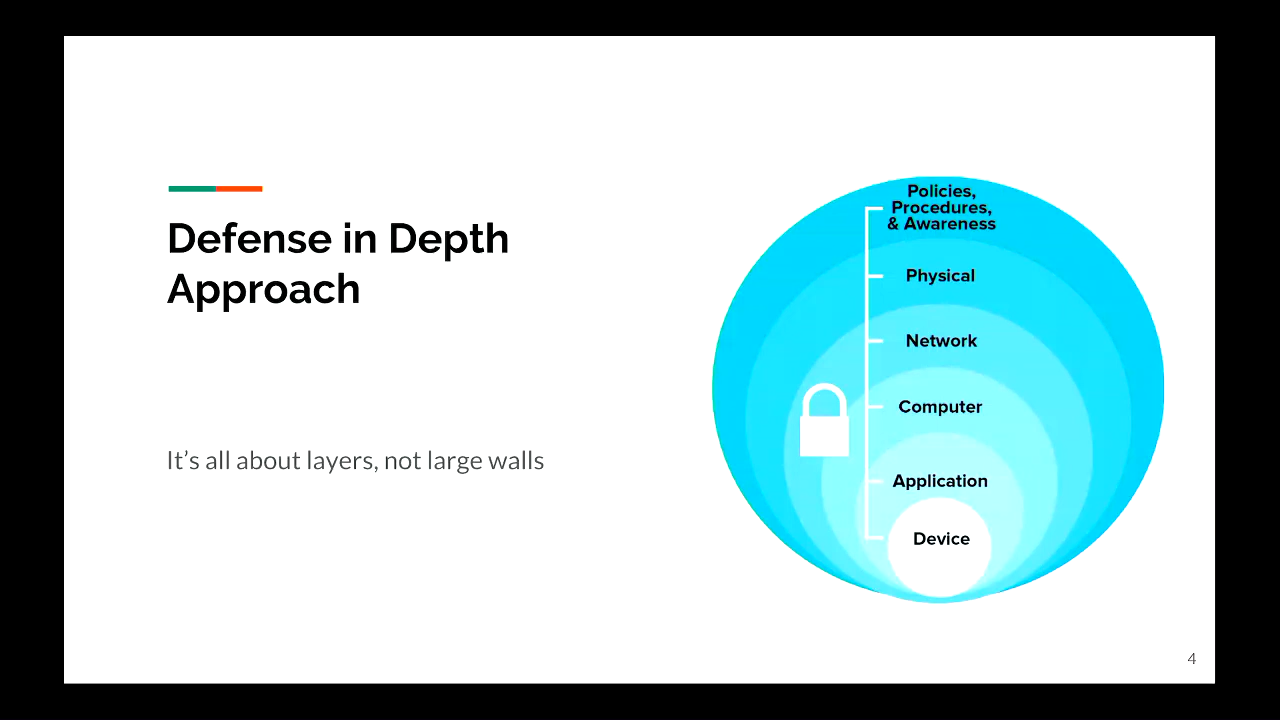 Defense in Depth
Approach
It’s all about layers, not large walls
Policies,
Procedures,
& Awareness
Physical
Network
Computer
Application
Device
4